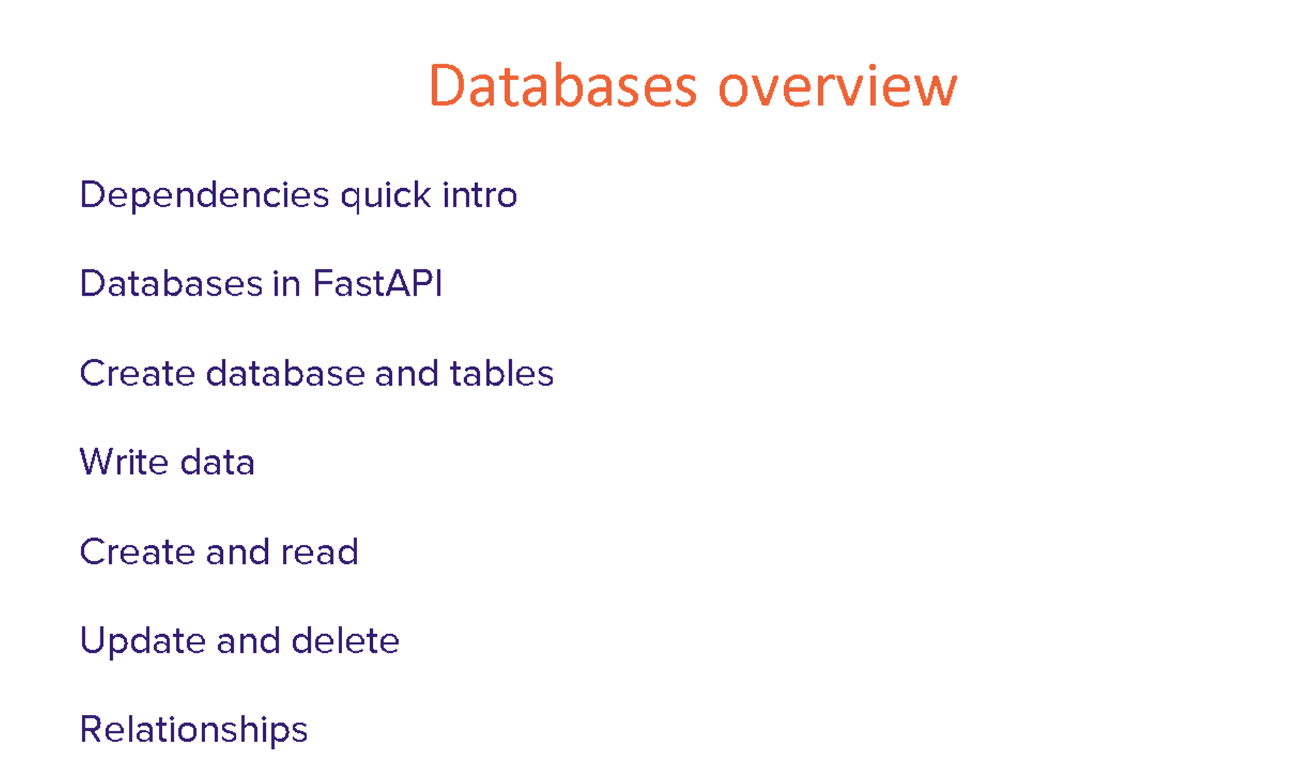 Databases overview
Dependencies quick intro
Databases in FastAPI
Create database and tables
Write data
Create and read
Update and delete
Relationships